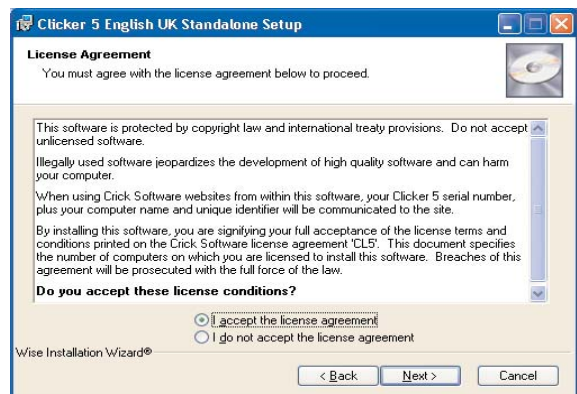 Clicker 5 English UK Standalone Setup
License Agreement
You must agree with the license agreement below to proceed.
This software is protected by copyright law and international treaty provisions. Do not accept
unlicensed software.
Illegally used software jeopardizes the development of high quality software and can harm
your computer.
When using Crick Software websites from within this software, your Clicker 5 serial number,
plus your computer name and unique identifier will be communicated to the site.
By installing this software, you are signifying your full acceptance of the license terms and
conditions printed on the Crick Software license agreement 'CL5'. This document specifies
the number of computers on which you are licensed to install this software. Breaches of this
agreement will be prosecuted with the full force of the law.
Do you accept these license conditions?
I accept the license agreement
I do not accept the license agreement
Wise Installation Wizard®
< Back Next > Cancel